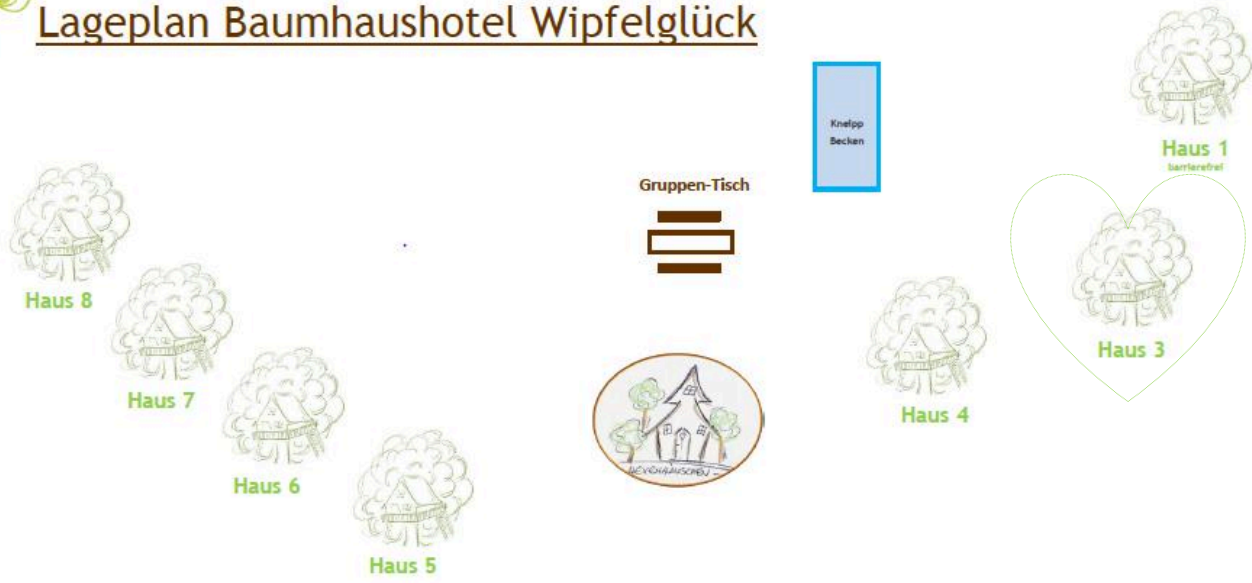 Lageplan Baumhaushotel Wipfelglück
Kneipp
Becken
Haus 1
barrierefrei
Gruppen-Tisch
Haus 8
Haus 3
Haus 7
Haus 4
Haus 6
Haus 5